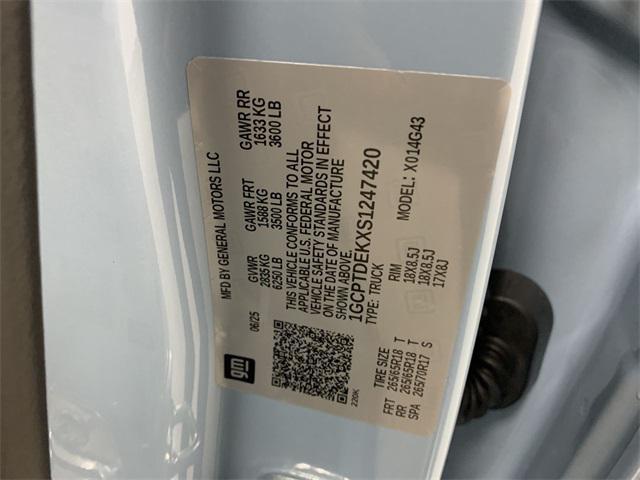 gm
MFD BY GENERAL MOTORS LLC
06/25
GVWR GAWR FRT GAWR RR
2835 KG 1588 KG 1633 KG
6250 LB 3500 LB 3600 LB
THIS VEHICLE CONFORMS TO ALL
APPLICABLE U.S. FEDERAL MOTOR
VEHICLE SAFETY STANDARDS IN EFFECT
ON THE DATE OF MANUFACTURE
SHOWN ABOVE.
1GCPTDEKXS1247420
TYPE: TRUCK MODEL: X014G43
220K
TIRE SIZE RIM
FRT 265/65R18 T 18X8.5J
RR 265/65R18 T 18X8.5J
SPA 265/70R17 S 17X8J